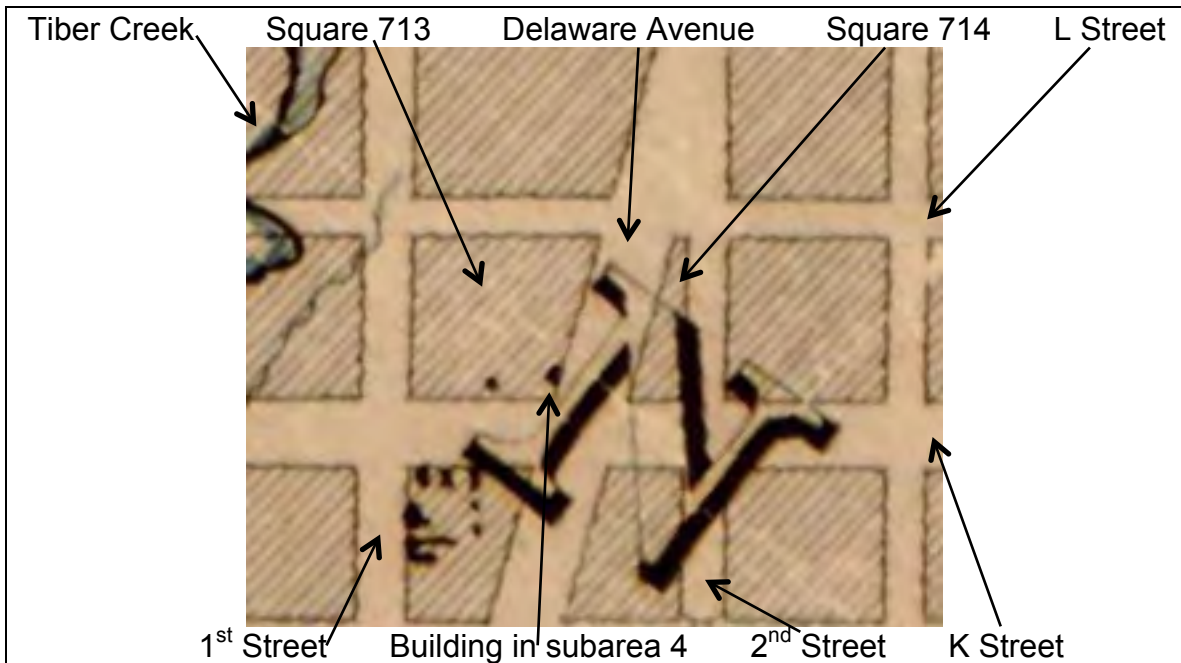 Tiber Creek Square 713 Delaware Avenue Square 714 L Street
N
1st Street Building in subarea 4 2nd Street K Street